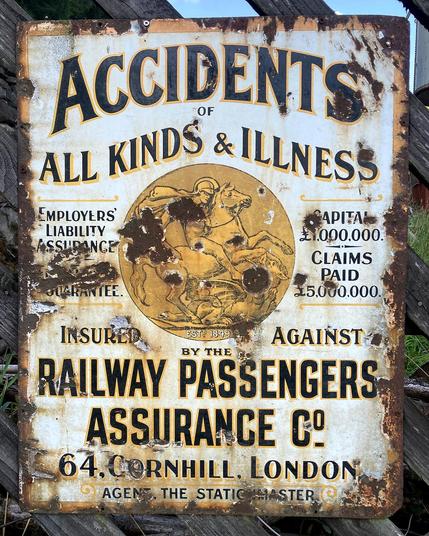 ACCIDENTS
OF
ALL KINDS & ILLNESS
EMPLOYERS'
LIABILITY
ASSURANCE
GUARANTEE.
CAPITAL
£1,000,000.
CLAIMS
PAID
£5,000,000.
ESTD 1849
INSURED AGAINST
BY THE
RAILWAY PASSENGERS
ASSURANCE Cº
64, CORNHILL, LONDON
AGENT, THE STATION MASTER